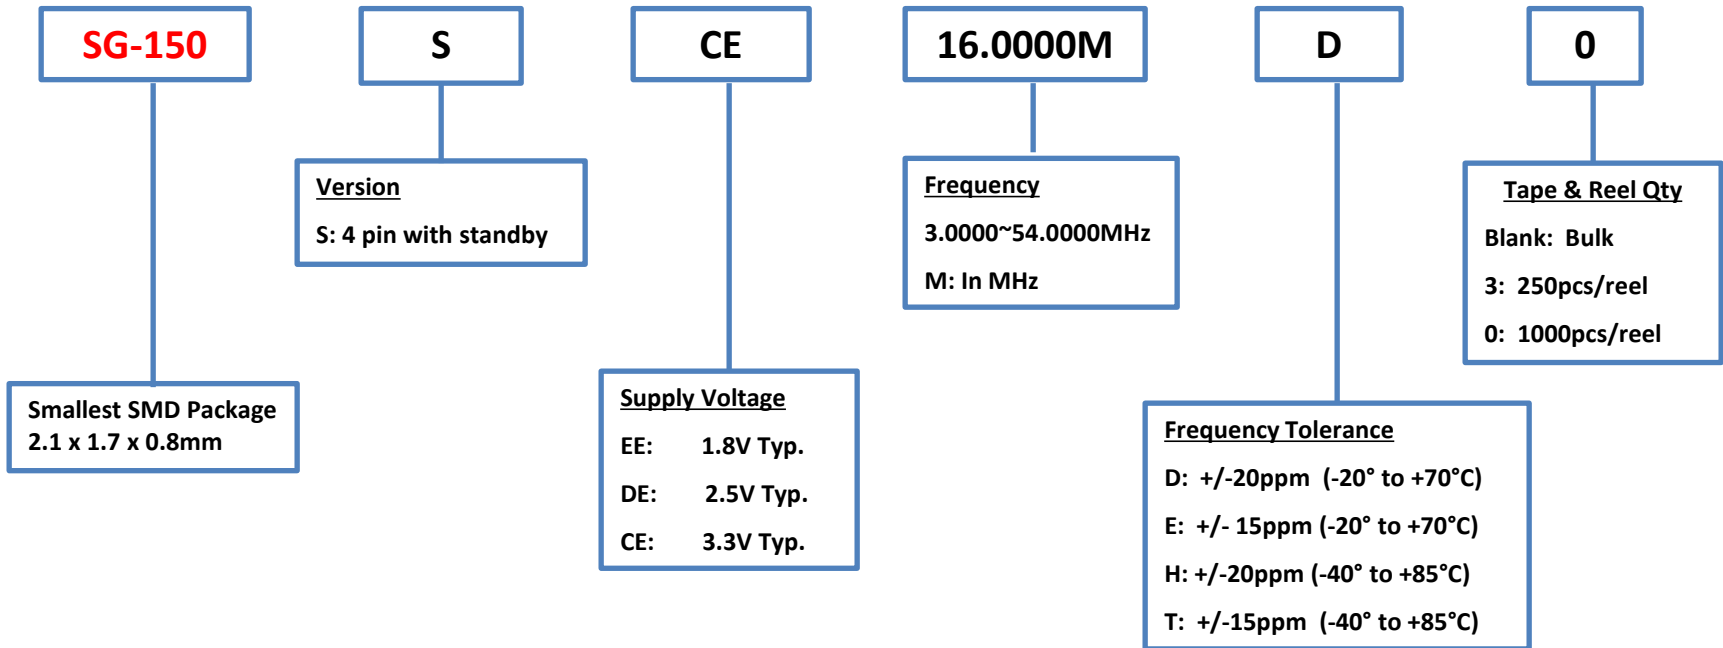 SG-150
S
CE
16.0000M
D
0
Version
S: 4 pin with standby
Frequency
3.0000~54.0000MHz
M: In MHz
Tape & Reel Qty
Blank: Bulk
3: 250pcs/reel
0: 1000pcs/reel
Smallest SMD Package
2.1 x 1.7 x 0.8mm
Supply Voltage
EE: 1.8V Typ.
DE: 2.5V Typ.
CE: 3.3V Typ.
Frequency Tolerance
D: +/-20ppm (-20° to +70°C)
E: +/- 15ppm (-20° to +70°C)
H: +/-20ppm (-40° to +85°C)
T: +/-15ppm (-40° to +85°C)